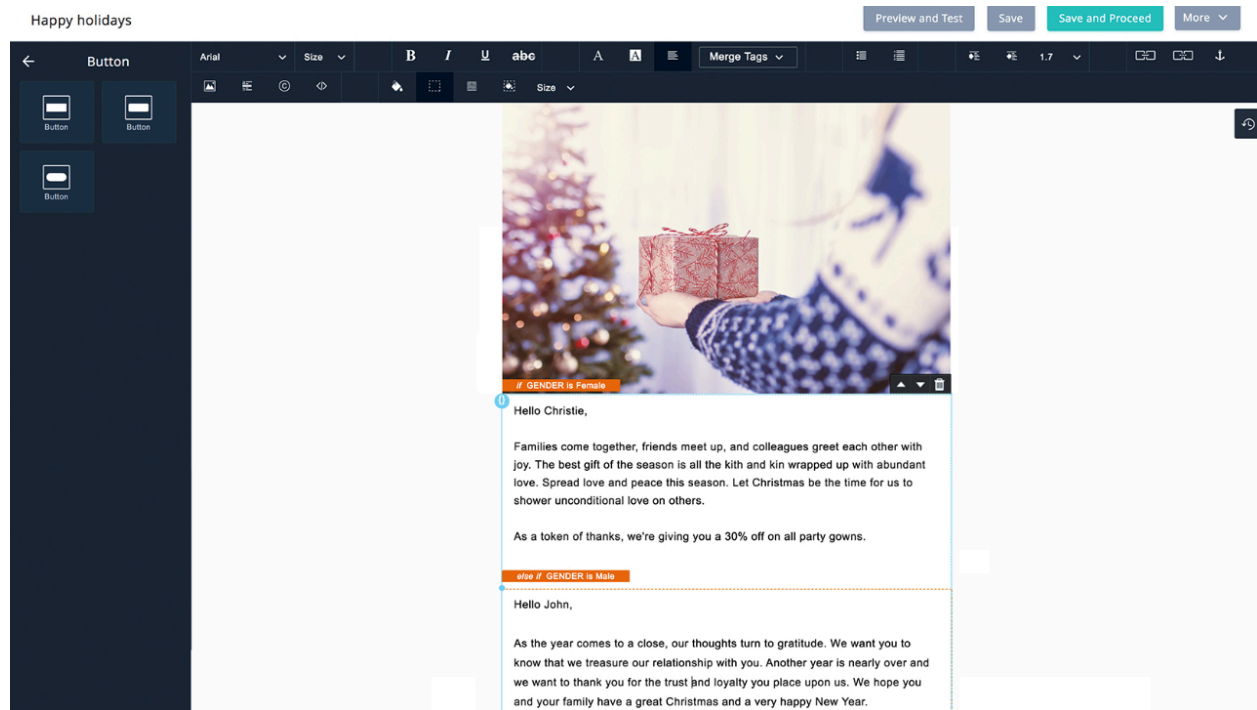 Happy holidays
Preview and Test
Save
Save and Proceed
More
Button
Arial
Size
B
I
U
abc
A
A
Merge Tags
1.7
Size
Button
Button
Button
if GENDER is Female
Hello Christie,
Families come together, friends meet up, and colleagues greet each other with
joy. The best gift of the season is all the kith and kin wrapped up with abundant
love. Spread love and peace this season. Let Christmas be the time for us to
shower unconditional love on others.
As a token of thanks, we're giving you a 30% off on all party gowns.
else if GENDER is Male
Hello John,
As the year comes to a close, our thoughts turn to gratitude. We want you to
know that we treasure our relationship with you. Another year is nearly over and
we want to thank you for the trust and loyalty you place upon us. We hope you
and your family have a great Christmas and a very happy New Year.